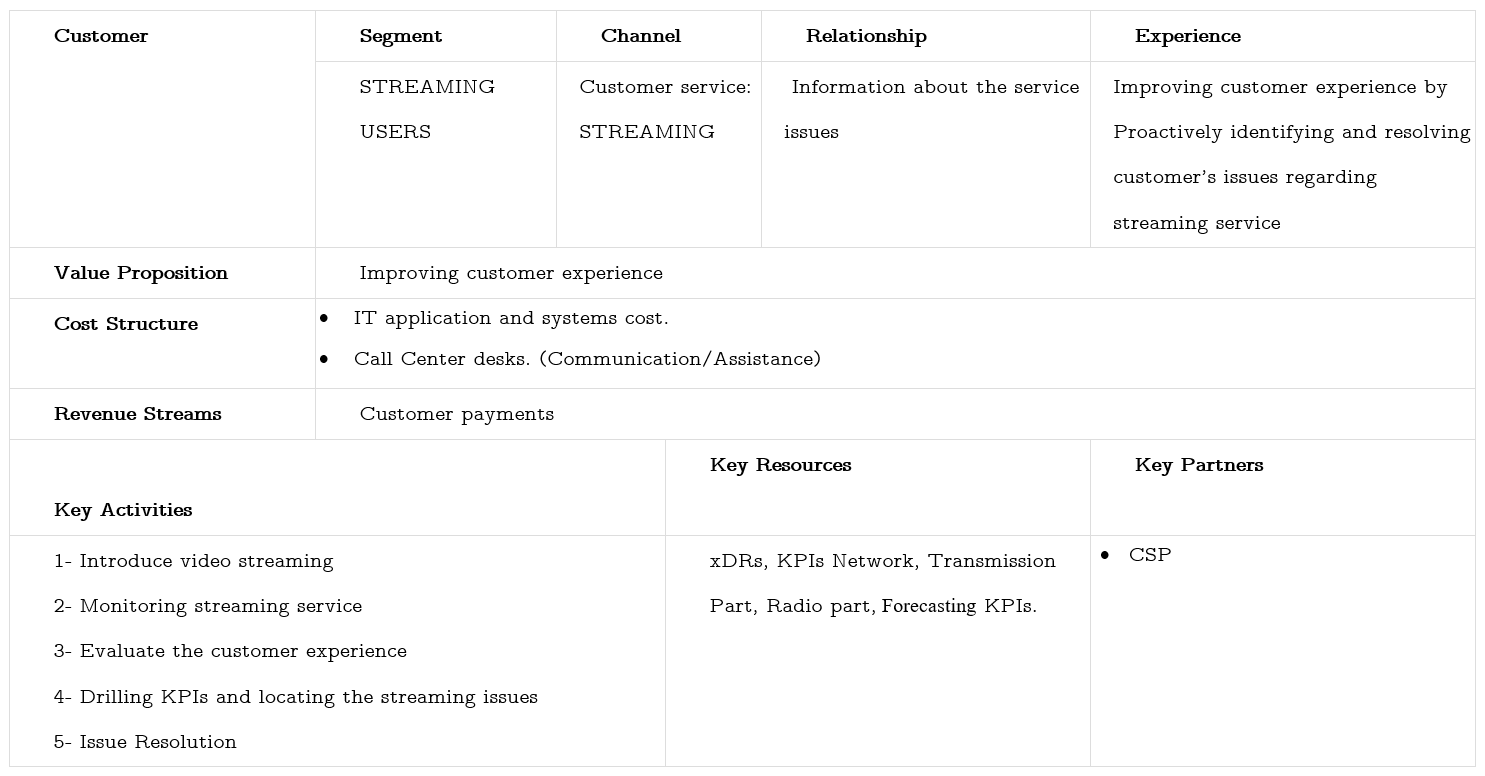 Customer
Segment
Channel
Relationship
Experience
STREAMING
USERS
Customer service:
STREAMING
Information about the service
issues
Improving customer experience by
Proactively identifying and resolving
customer's issues regarding
streaming service
Value Proposition
Improving customer experience
Cost Structure
• IT application and systems cost.
• Call Center desks. (Communication/Assistance)
Revenue Streams
Customer payments
Key Activities
Key Resources
Key Partners
1- Introduce video streaming
2- Monitoring streaming service
3- Evaluate the customer experience
4- Drilling KPIs and locating the streaming issues
5- Issue Resolution
xDRs, KPIs Network, Transmission
Part, Radio part, Forecasting KPIs.
• CSP